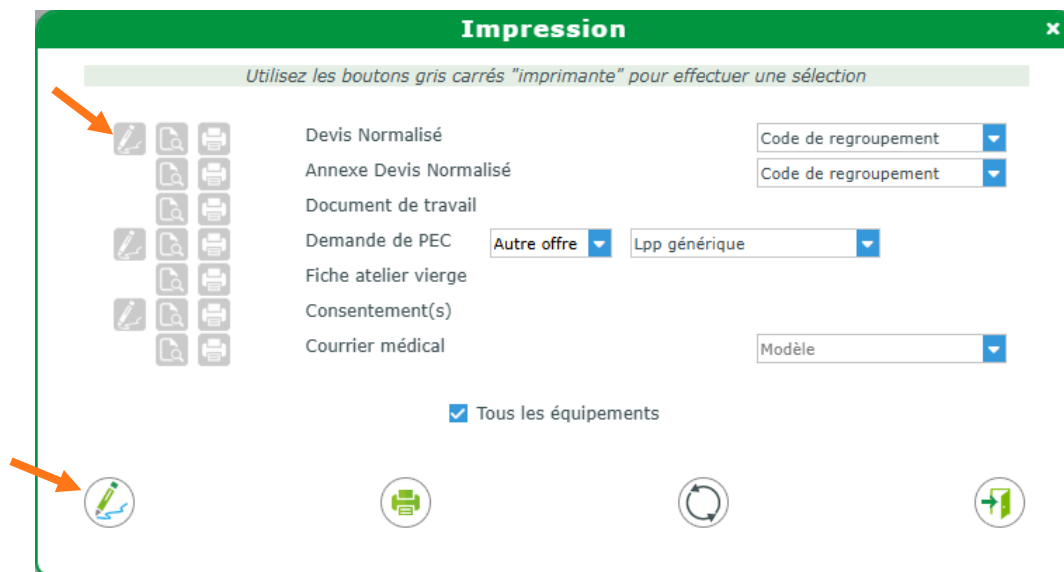 Impression
Utilisez les boutons gris carrés "imprimante" pour effectuer une sélection
Devis Normalisé Code de regroupement
Annexe Devis Normalisé Code de regroupement
Document de travail
Demande de PEC Autre offre Lpp générique
Fiche atelier vierge
Consentement(s)
Courrier médical Modèle
Tous les équipements